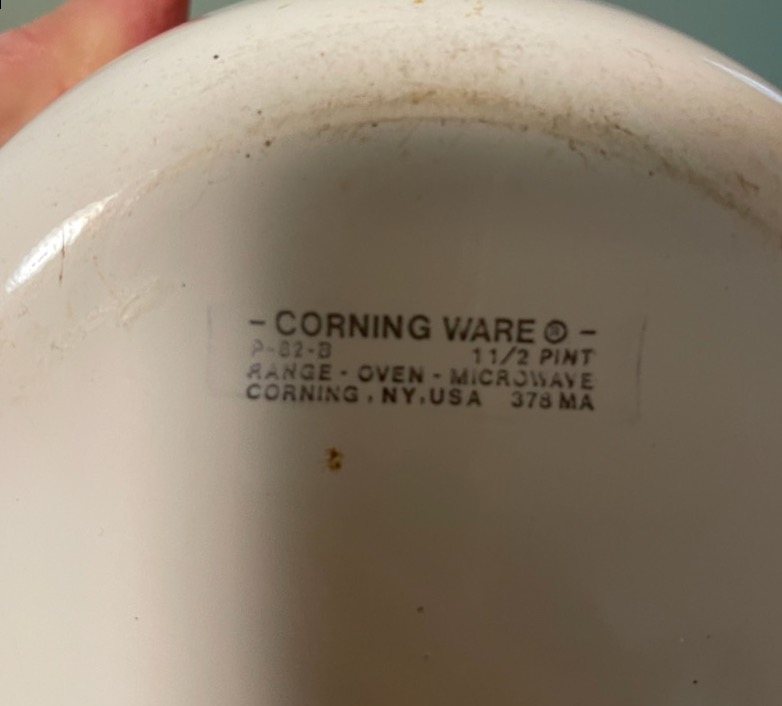 - CORNING WARE ® -
P-82-B 1 1/2 PINT
RANGE - OVEN - MICROWAVE
CORNING, NY, USA 378 MA